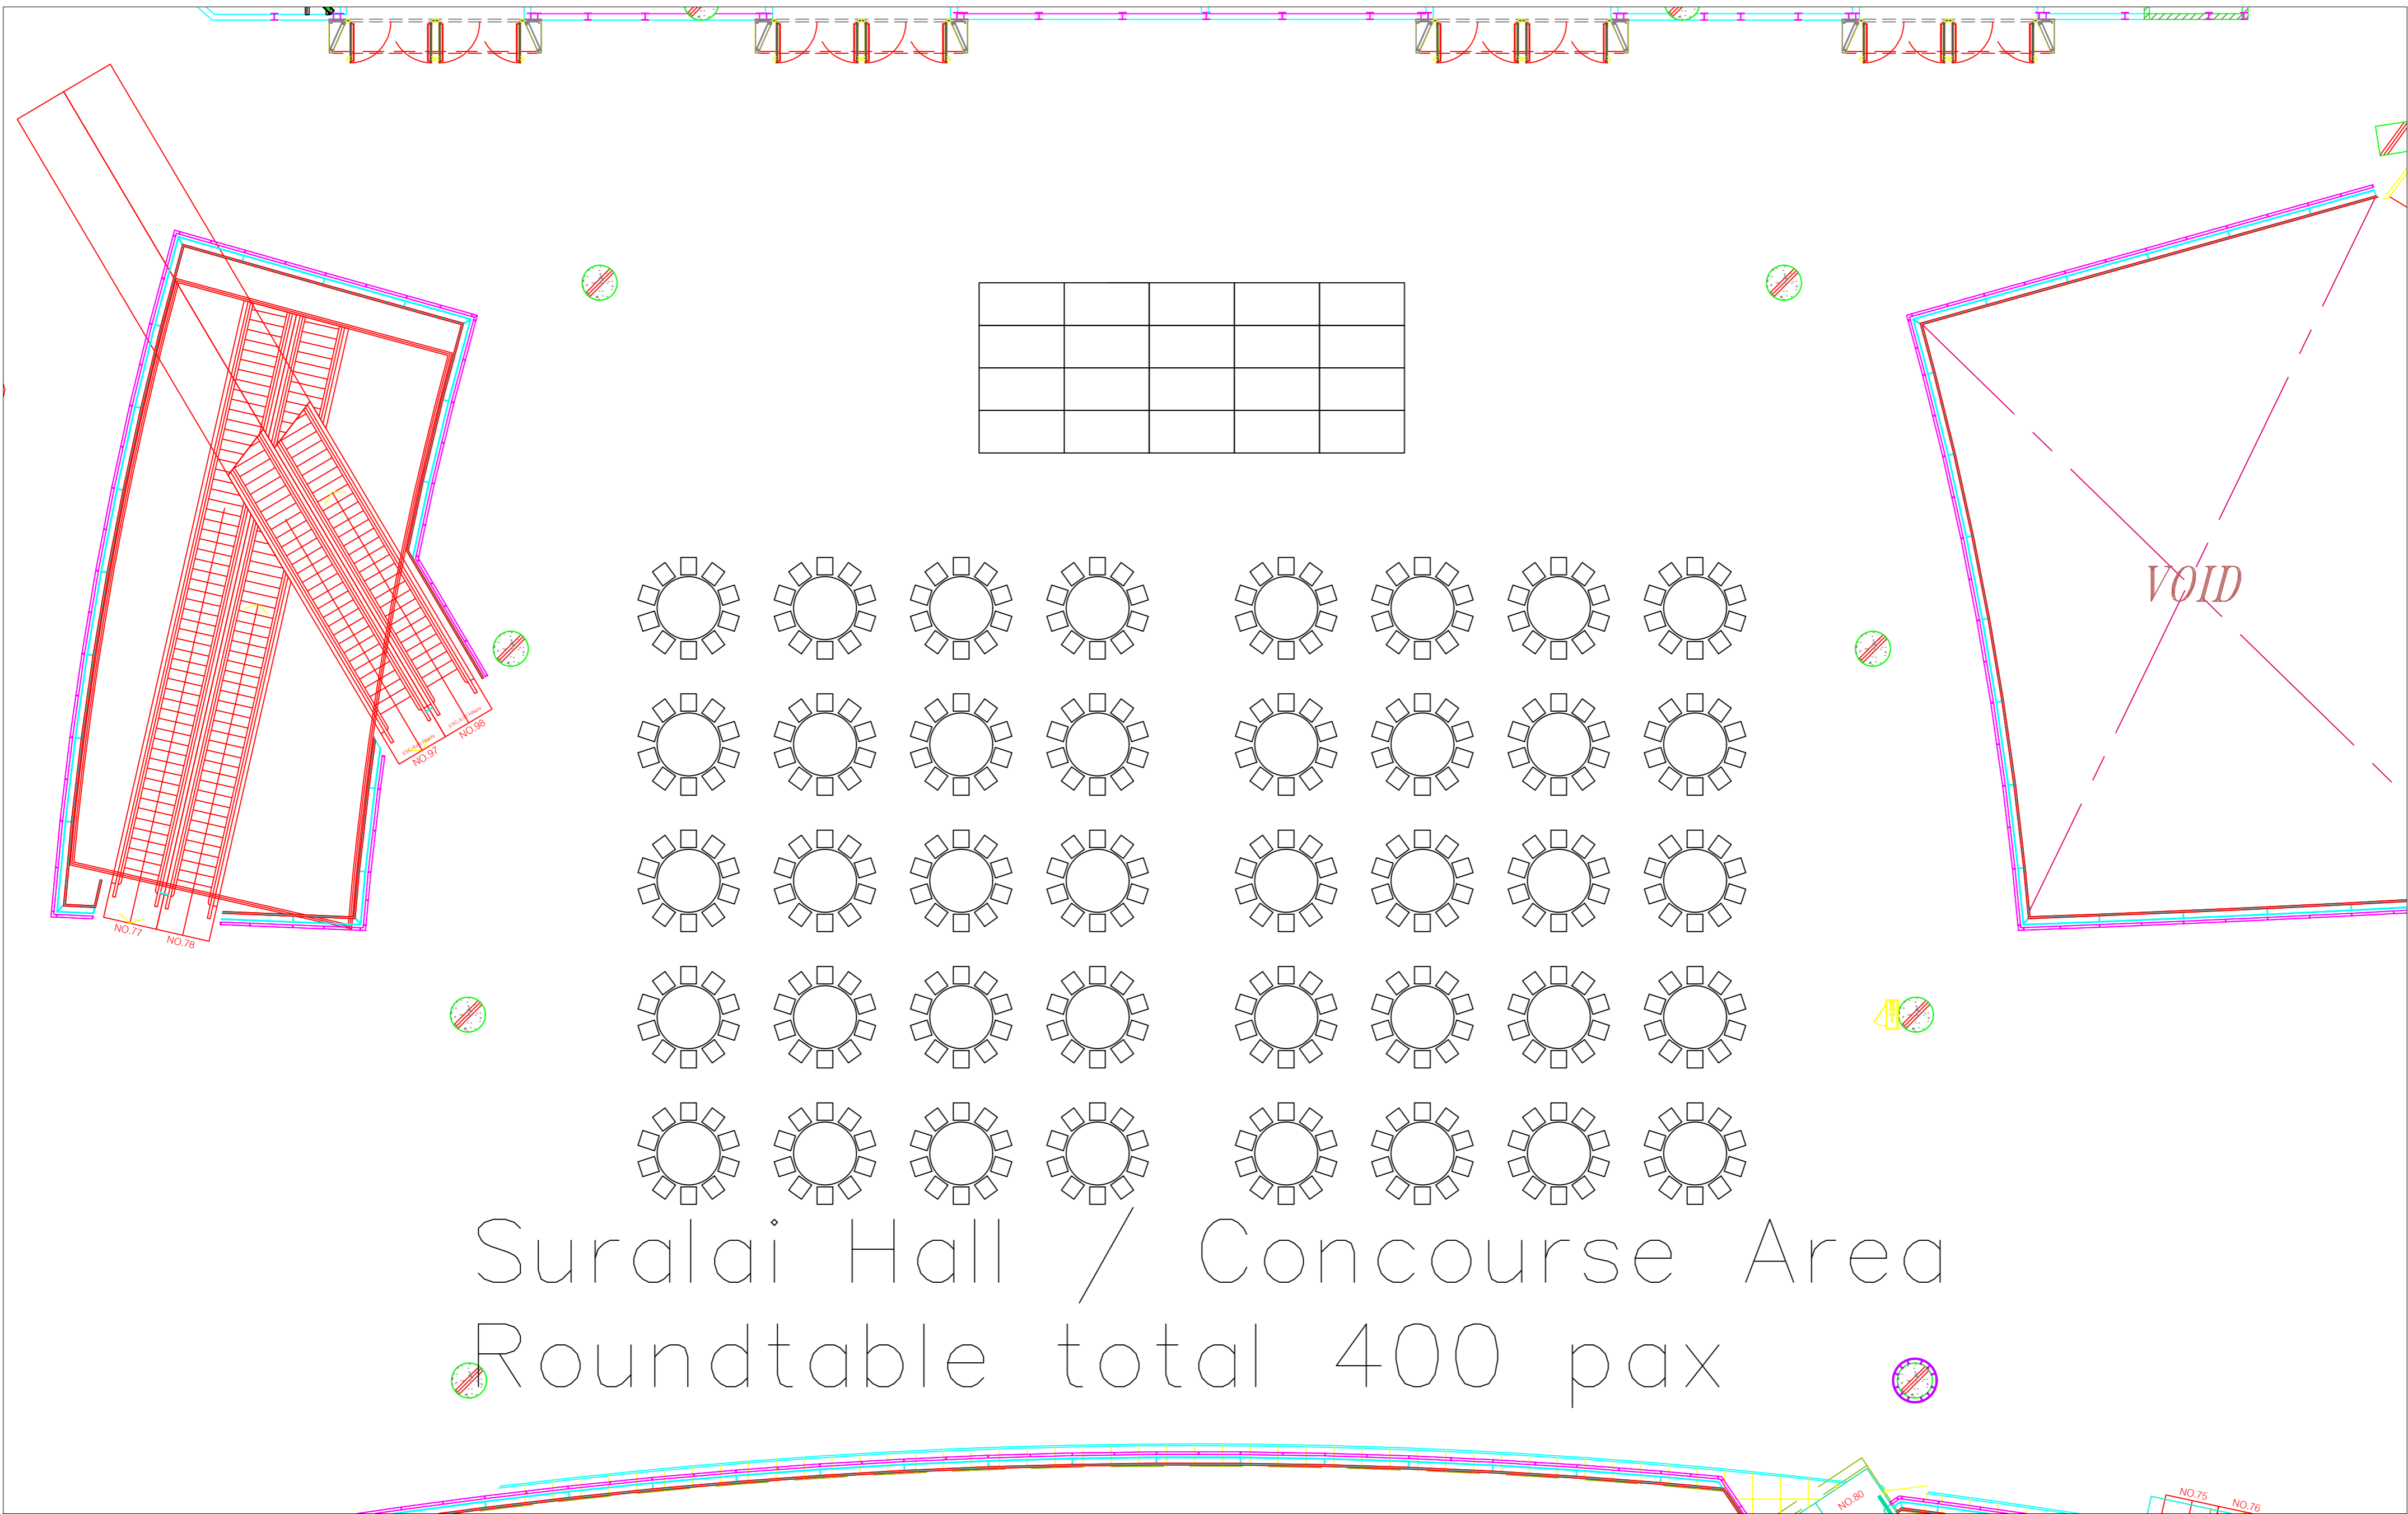 VOID
NO.97
NO.98
NO.77
NO.78
Suralai Hall / Concourse Area
Roundtable total 400 pax
NO.80
NO.75
NO.76